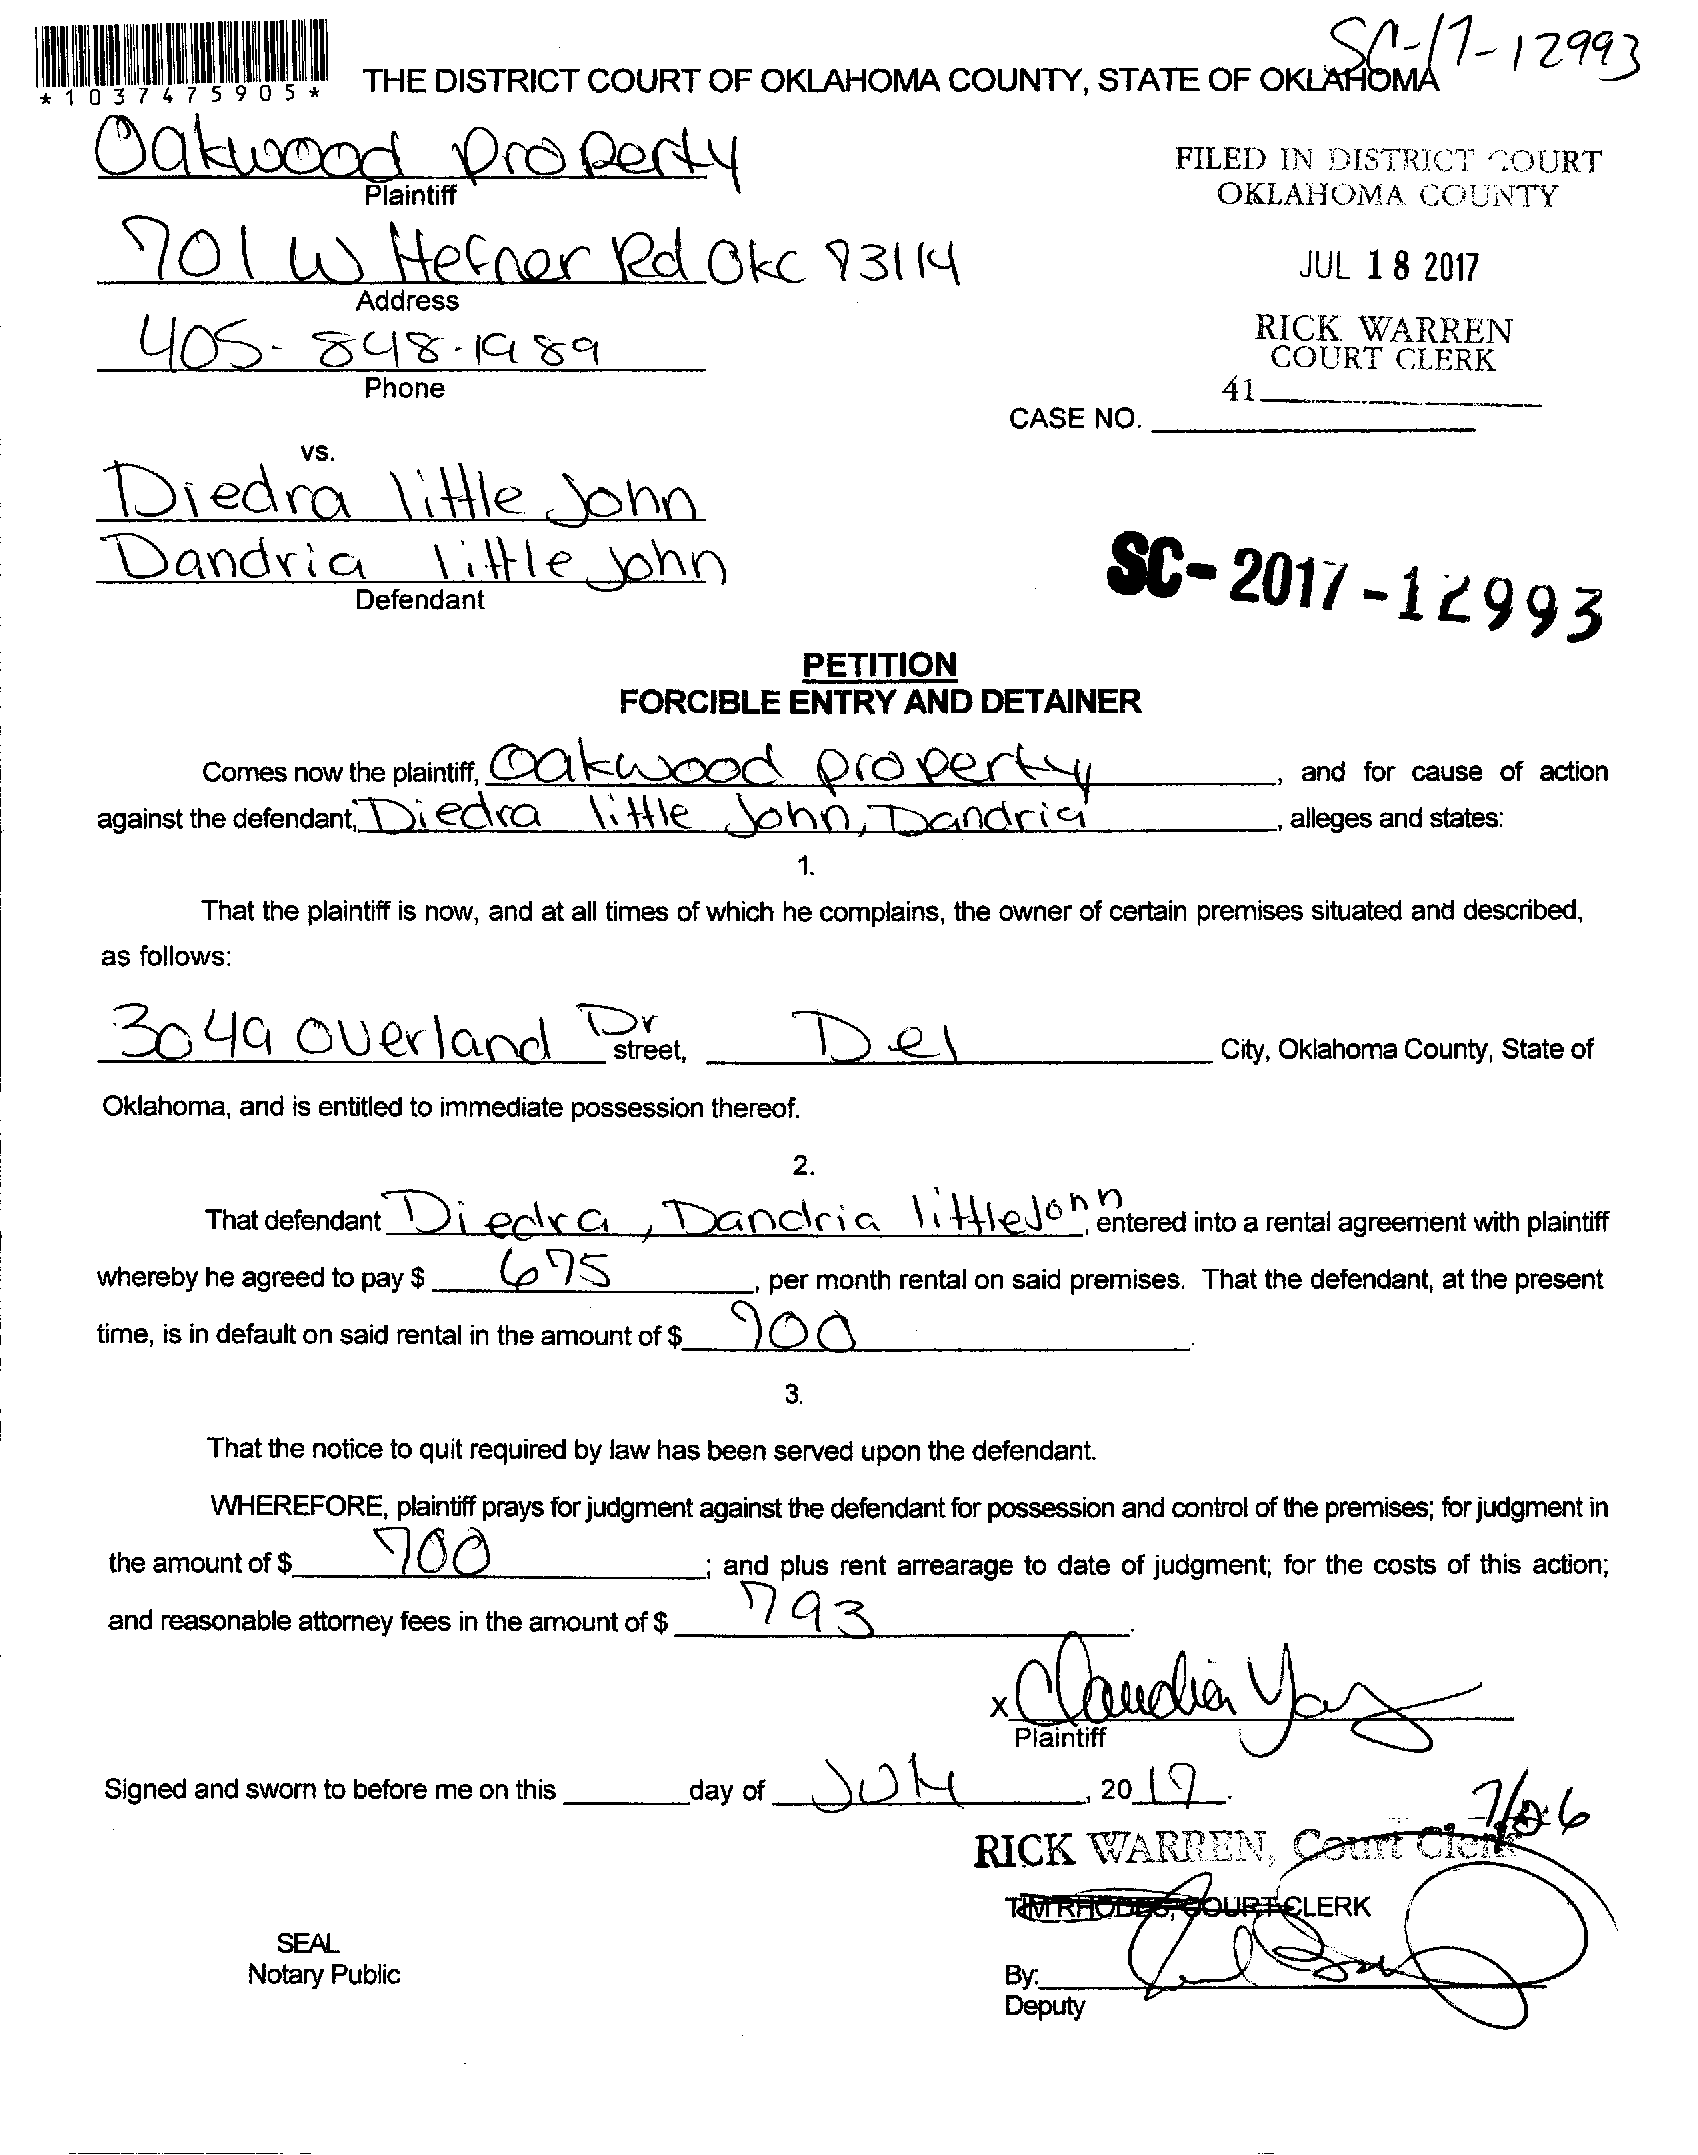 SC-17-12993
*1037475905*
THE DISTRICT COURT OF OKLAHOMA COUNTY, STATE OF OKLAHOMA
Oakwood Property
Plaintiff
FILED IN DISTRICT COURT
OKLAHOMA COUNTY
701 W Hefner Rd Okc 73114
Address
JUL 18 2017
405-848-1989
Phone
RICK WARREN
COURT CLERK
41
CASE NO.
vs.
Diedra little John
Dandria little John
Defendant
SC-2017-12993
PETITION
FORCIBLE ENTRY AND DETAINER
Comes now the plaintiff, Oakwood property, and for cause of action
against the defendant, Diedra little John, Dandria, alleges and states:
1.
That the plaintiff is now, and at all times of which he complains, the owner of certain premises situated and described,
as follows:
3049 Overland Dr street, Del City, Oklahoma County, State of
Oklahoma, and is entitled to immediate possession thereof.
2.
That defendant Diedra, Dandria littleJohn, entered into a rental agreement with plaintiff
whereby he agreed to pay $ 675, per month rental on said premises. That the defendant, at the present
time, is in default on said rental in the amount of $ 700.
3.
That the notice to quit required by law has been served upon the defendant.
WHEREFORE, plaintiff prays for judgment against the defendant for possession and control of the premises; for judgment in
the amount of $ 700; and plus rent arrearage to date of judgment; for the costs of this action;
and reasonable attorney fees in the amount of $ 793.
x Claudia
Plaintiff
Signed and sworn to before me on this day of July, 2017.
RICK WARREN, Court Clerk
TIM RHODES, COURT CLERK
SEAL
Notary Public
By:
Deputy